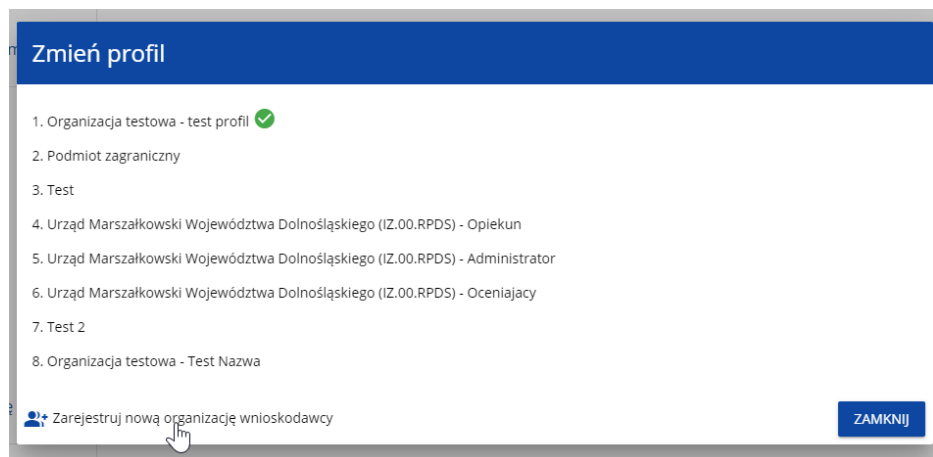 Zmień profil
1. Organizacja testowa - test profil
2. Podmiot zagraniczny
3. Test
4. Urząd Marszałkowski Województwa Dolnośląskiego (IZ.00.RPDS) - Opiekun
5. Urząd Marszałkowski Województwa Dolnośląskiego (IZ.00.RPDS) - Administrator
6. Urząd Marszałkowski Województwa Dolnośląskiego (IZ.00.RPDS) - Oceniajacy
7. Test 2
8. Organizacja testowa - Test Nazwa
Zarejestruj nową organizację wnioskodawcy
ZAMKNIJ